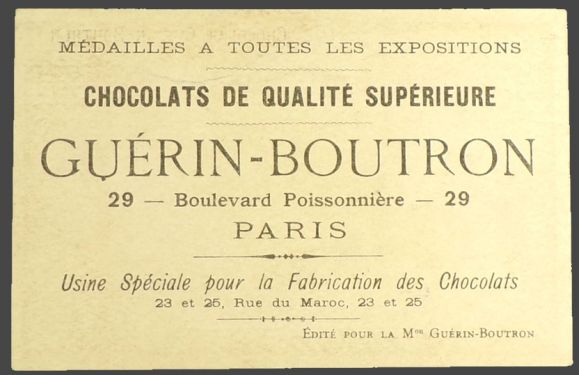 MÉDAILLES A TOUTES LES EXPOSITIONS
CHOCOLATS DE QUALITÉ SUPÉRIEURE
GUÉRIN-BOUTRON
29 — Boulevard Poissonnière — 29
PARIS
Usine Spéciale pour la Fabrication des Chocolats
23 et 25, Rue du Maroc, 23 et 25
ÉDITÉ POUR LA Mon GUÉRIN-BOUTRON